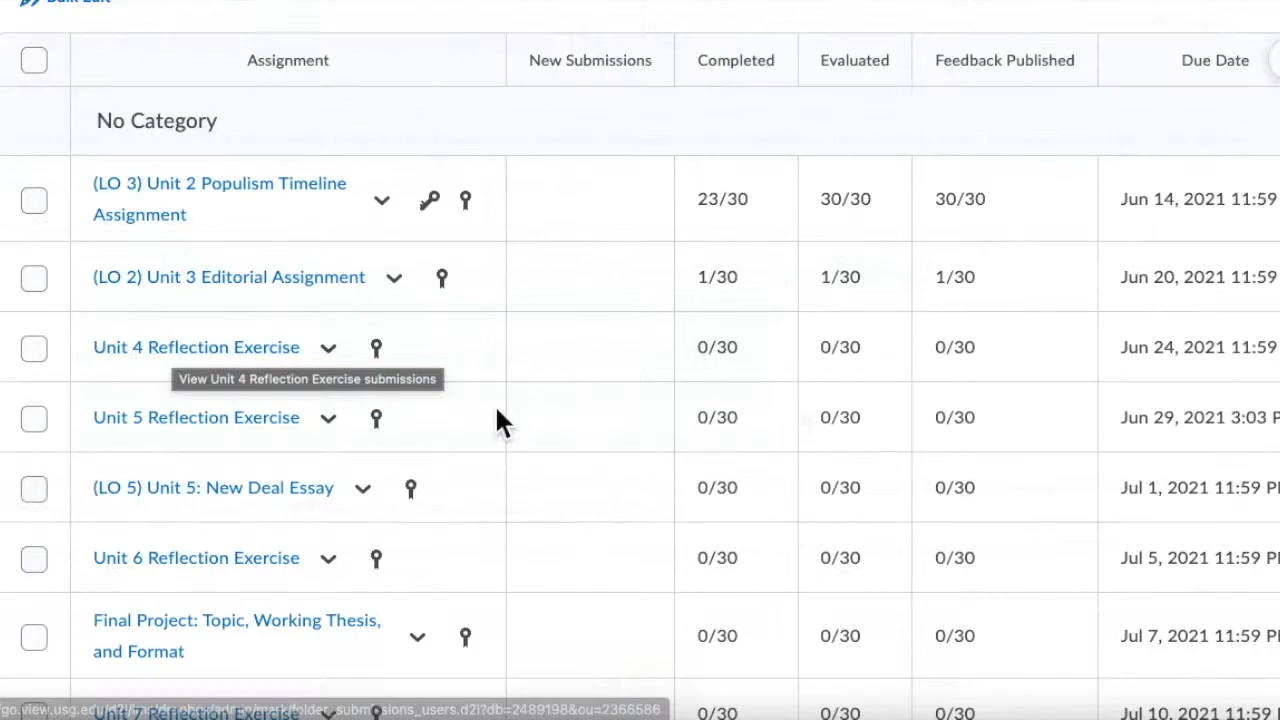 Bulk Edit
Assignment New Submissions Completed Evaluated Feedback Published Due Date
No Category
(LO 3) Unit 2 Populism Timeline
Assignment
23/30 30/30 30/30 Jun 14, 2021 11:59
(LO 2) Unit 3 Editorial Assignment 1/30 1/30 1/30 Jun 20, 2021 11:59
Unit 4 Reflection Exercise 0/30 0/30 0/30 Jun 24, 2021 11:59
View Unit 4 Reflection Exercise submissions
Unit 5 Reflection Exercise 0/30 0/30 0/30 Jun 29, 2021 3:03 P
(LO 5) Unit 5: New Deal Essay 0/30 0/30 0/30 Jul 1, 2021 11:59 P
Unit 6 Reflection Exercise 0/30 0/30 0/30 Jul 5, 2021 11:59 P
Final Project: Topic, Working Thesis,
and Format
0/30 0/30 0/30 Jul 7, 2021 11:59 P
Unit 7 Reflection Exercise 0/30 0/30 0/30 Jul 10, 2021 11:59